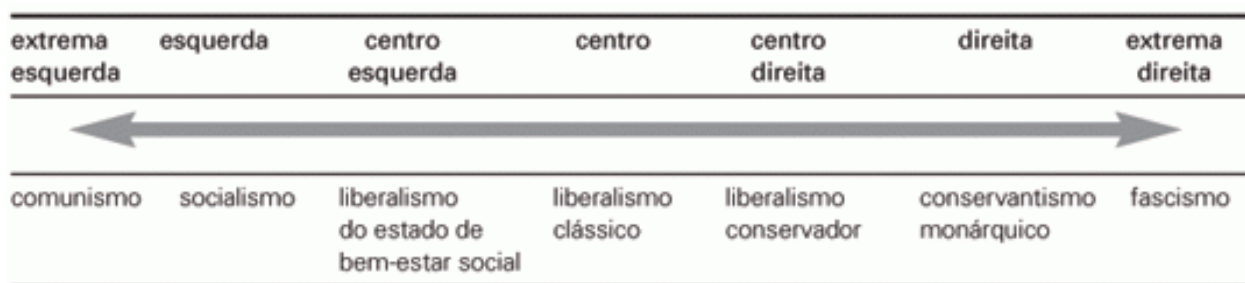 extrema esquerda centro centro centro direita extrema
esquerda esquerda direita direita
comunismo socialismo liberalismo liberalismo liberalismo conservantismo fascismo
do estado de clássico conservador monárquico
bem-estar social